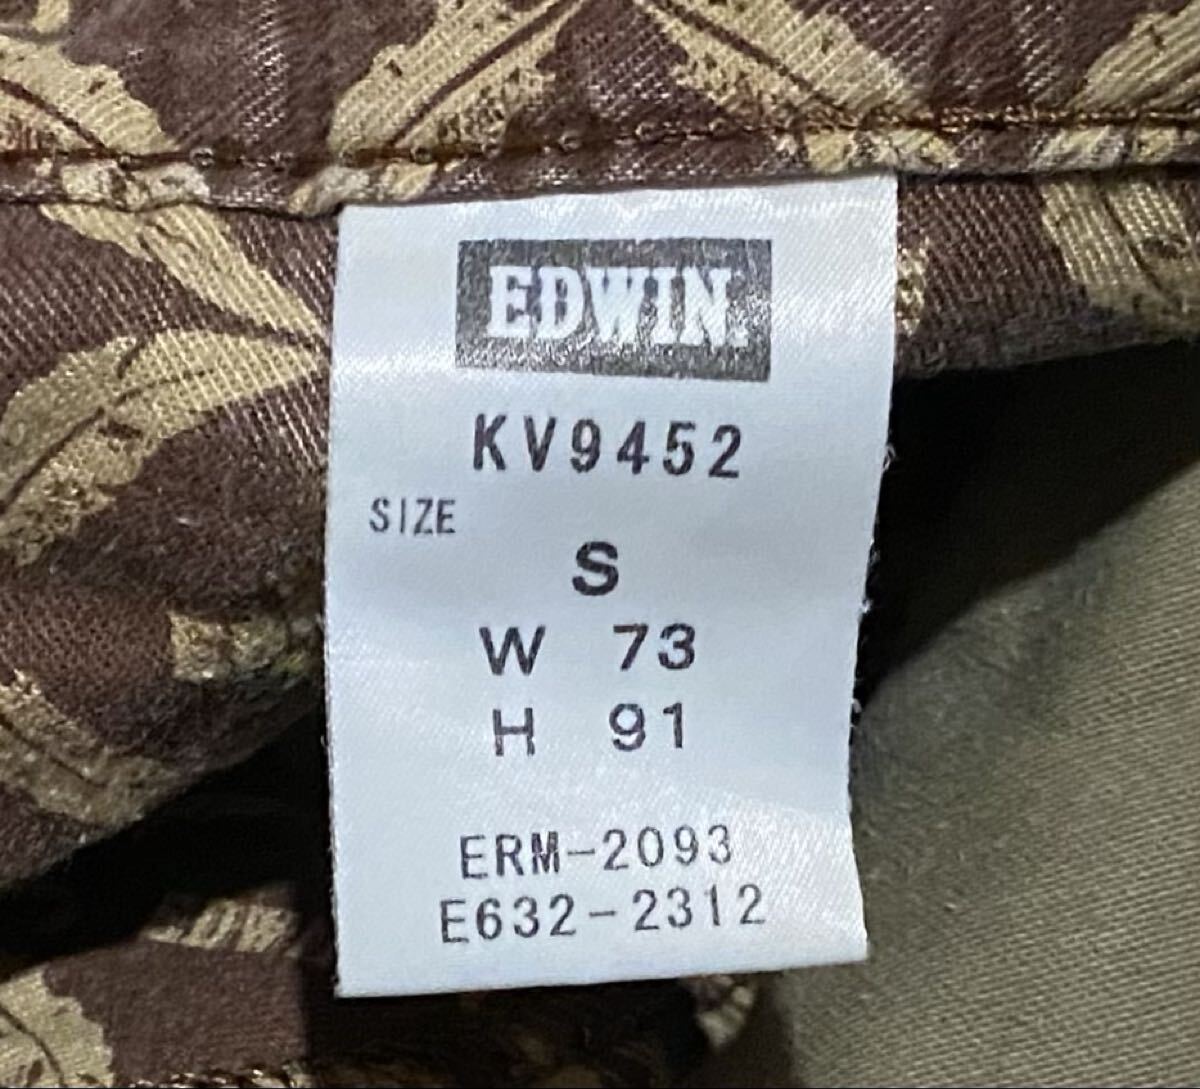 EDWIN
KV9452
SIZE
S
W 73
H 91
ERM-2093
E632-2312